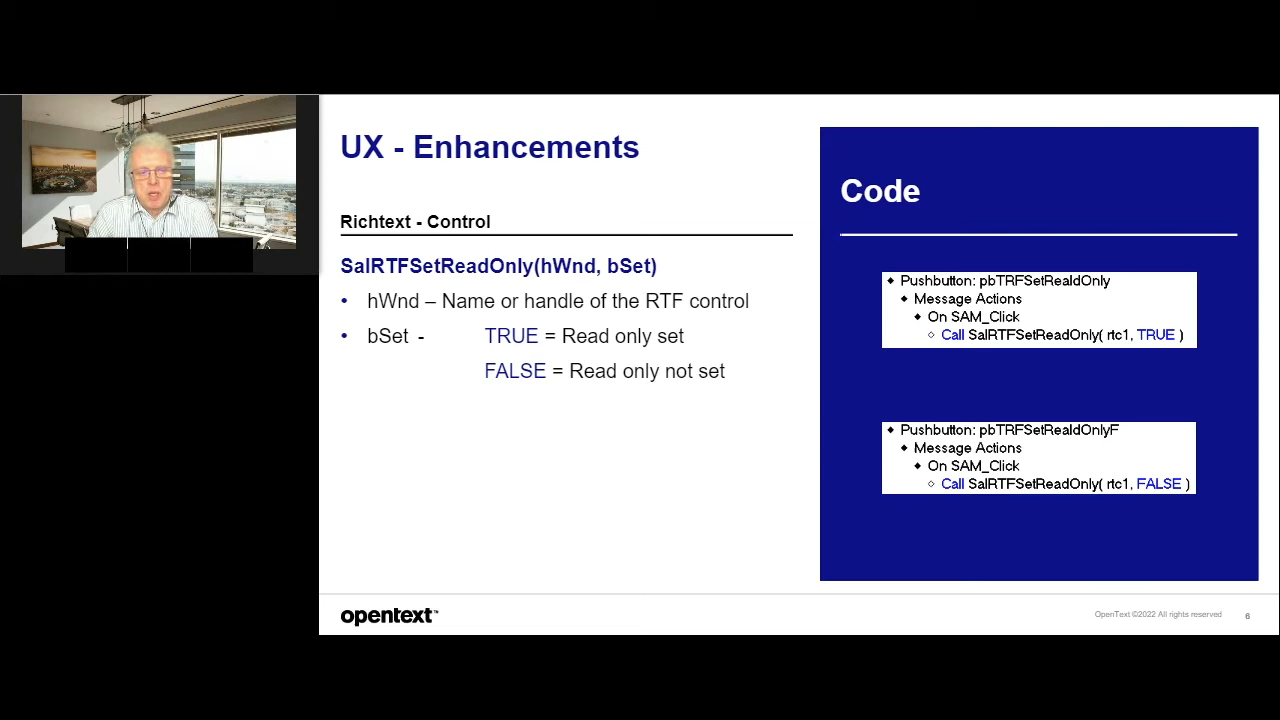 UX - Enhancements
Richtext - Control
SalRTFSetReadOnly(hWnd, bSet)
• hWnd – Name or handle of the RTF control
• bSet - TRUE = Read only set
FALSE = Read only not set
Code
◆ Pushbutton: pbTRFSetRealdOnly
◆ Message Actions
◆ On SAM_Click
◇ Call SalRTFSetReadOnly( rtc1, TRUE )
◆ Pushbutton: pbTRFSetRealdOnlyF
◆ Message Actions
◆ On SAM_Click
◇ Call SalRTFSetReadOnly( rtc1, FALSE )
opentext™
OpenText ©2022 All rights reserved 6